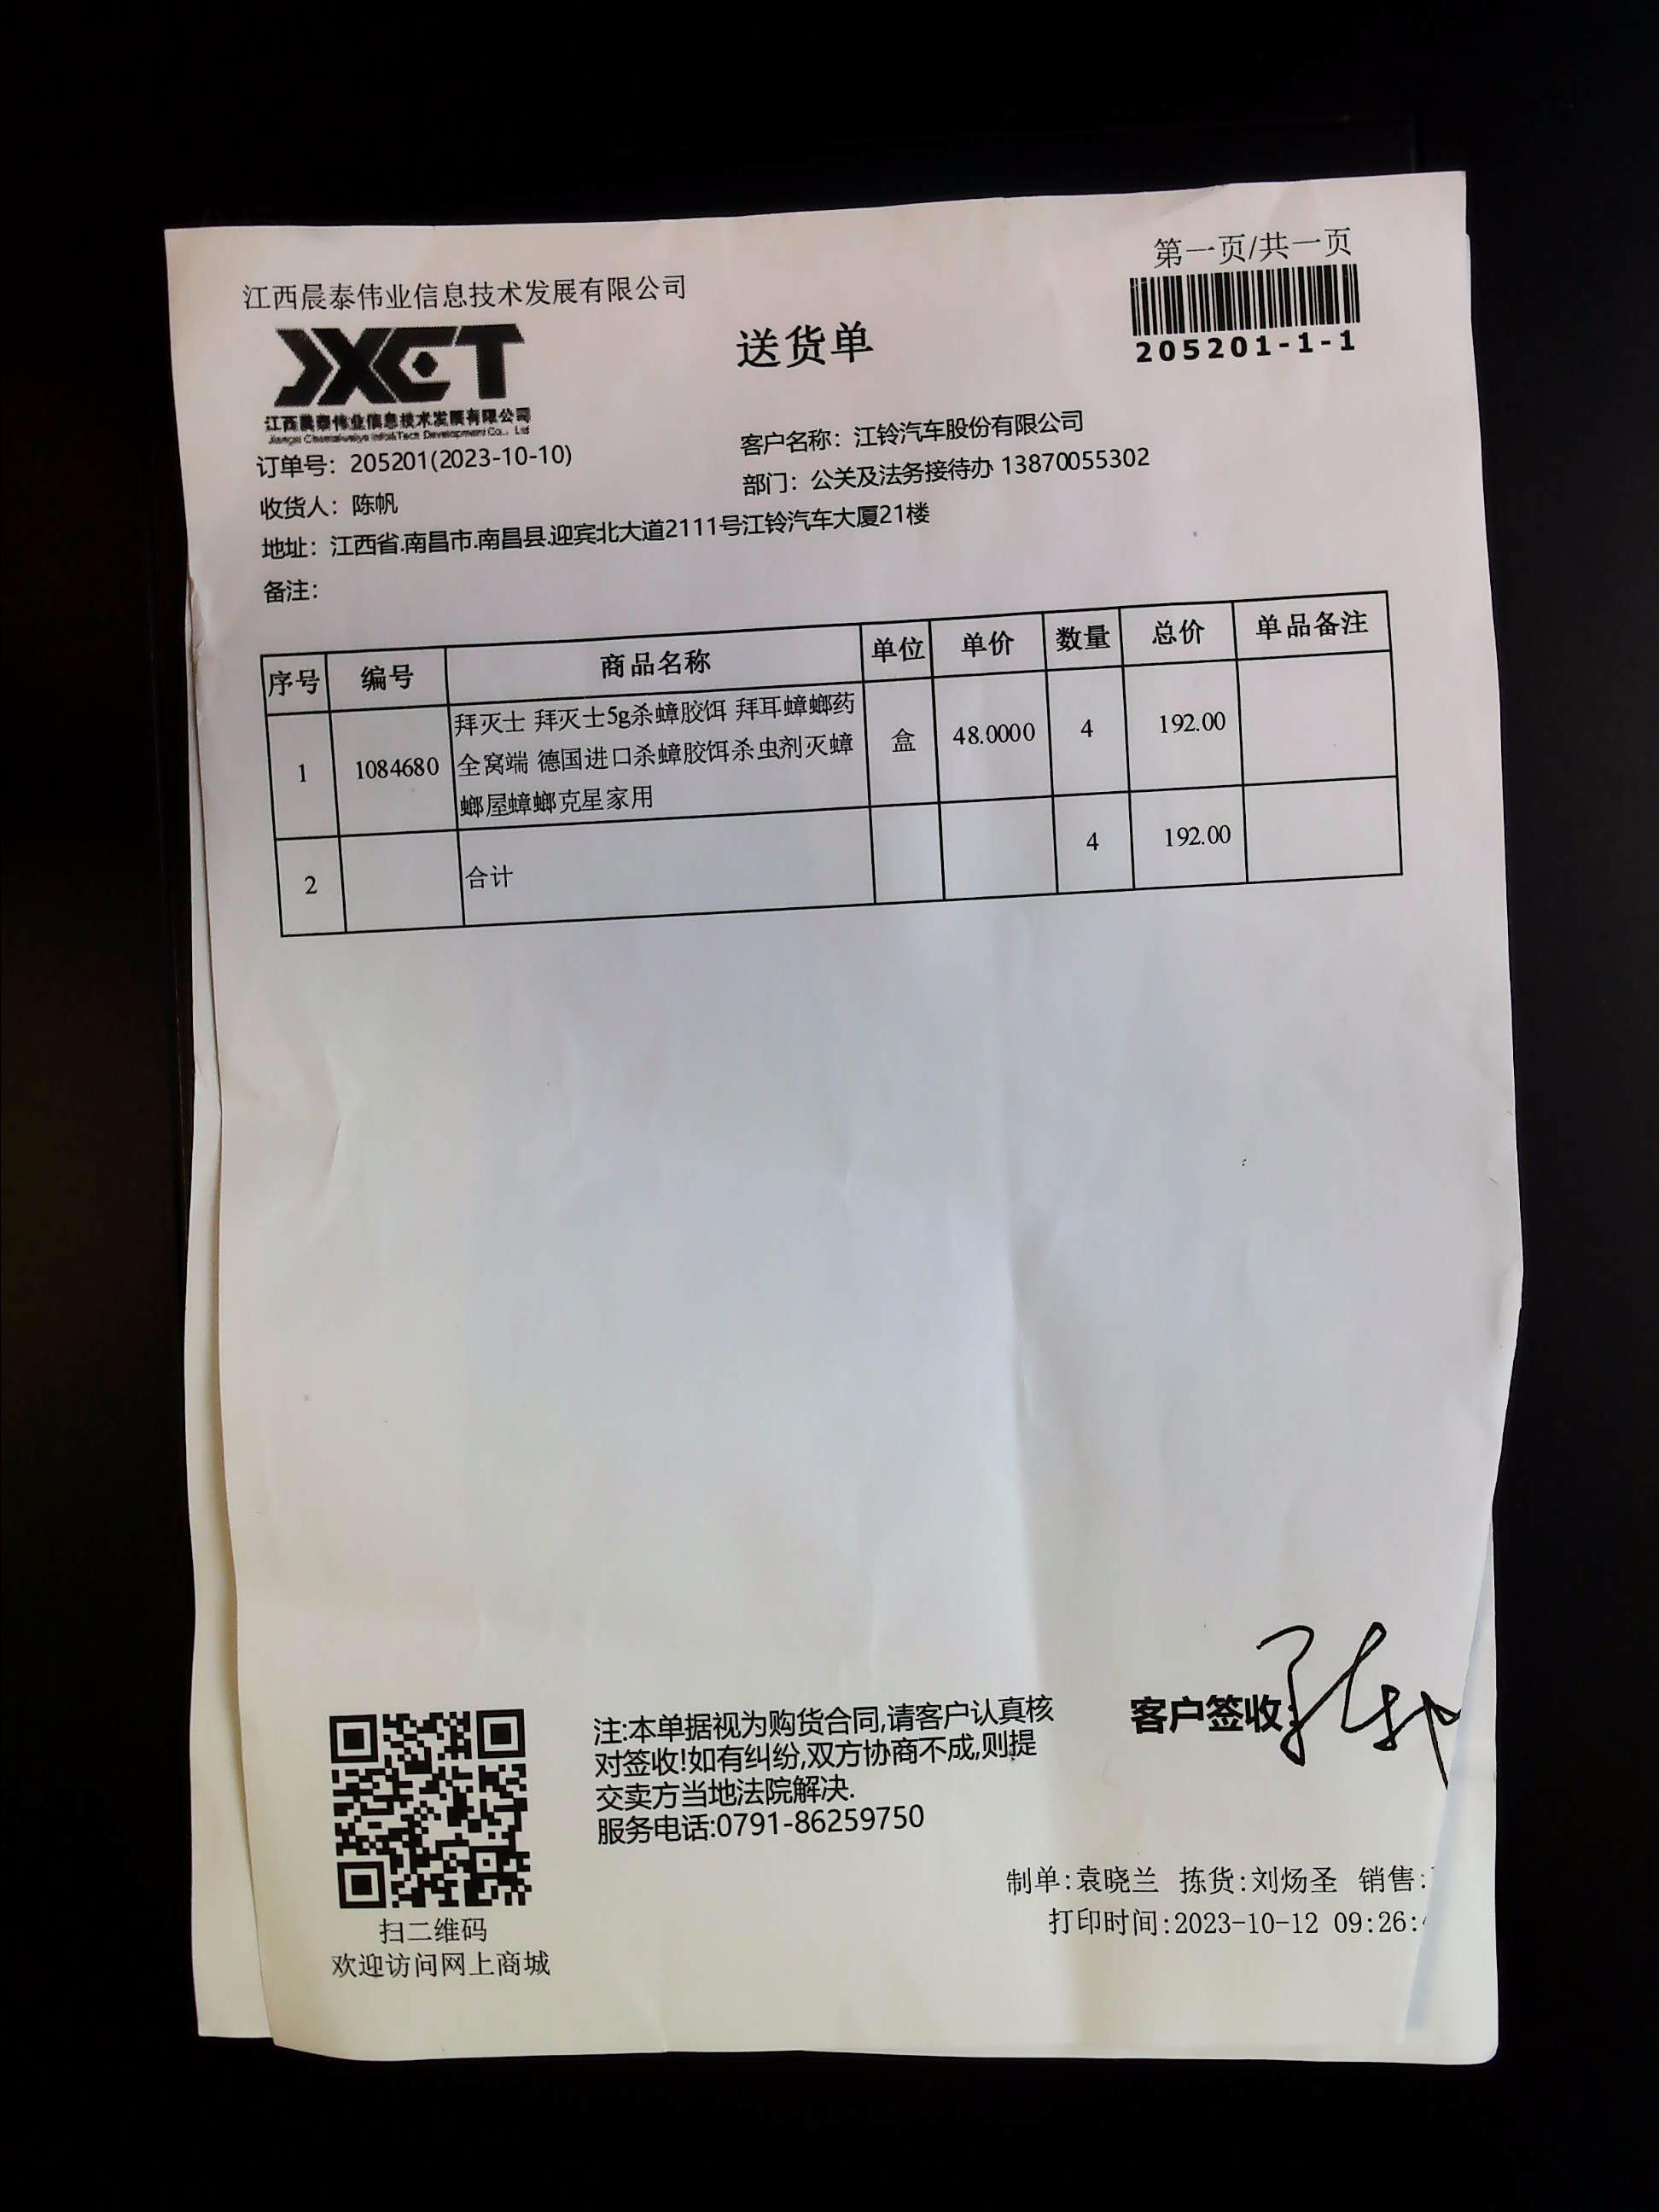 第一页/共一页
江西晨泰伟业信息技术发展有限公司
205201-1-1
JXCT
送货单
江西晨泰伟业信息技术发展有限公司
订单号：205201(2023-10-10)
客户名称：江铃汽车股份有限公司
收货人：陈帆
部门：公关及法务接待办 13870055302
地址：江西省.南昌市.南昌县.迎宾北大道2111号江铃汽车大厦21楼
备注：
序号 编号 商品名称 单位 单价 数量 总价 单品备注
1 1084680 拜灭士 拜灭士5g杀蟑胶饵 拜耳蟑螂药 盒 48.0000 4 192.00
全窝端 德国进口杀蟑胶饵杀虫剂灭蟑
螂屋蟑螂克星家用
2 合计 4 192.00
注:本单据视为购货合同,请客户认真核
对签收!如有纠纷,双方协商不成,则提
交卖方当地法院解决.
服务电话:0791-86259750
客户签收:
制单:袁晓兰 拣货:刘炀圣 销售:
打印时间:2023-10-12 09:26:
扫二维码
欢迎访问网上商城